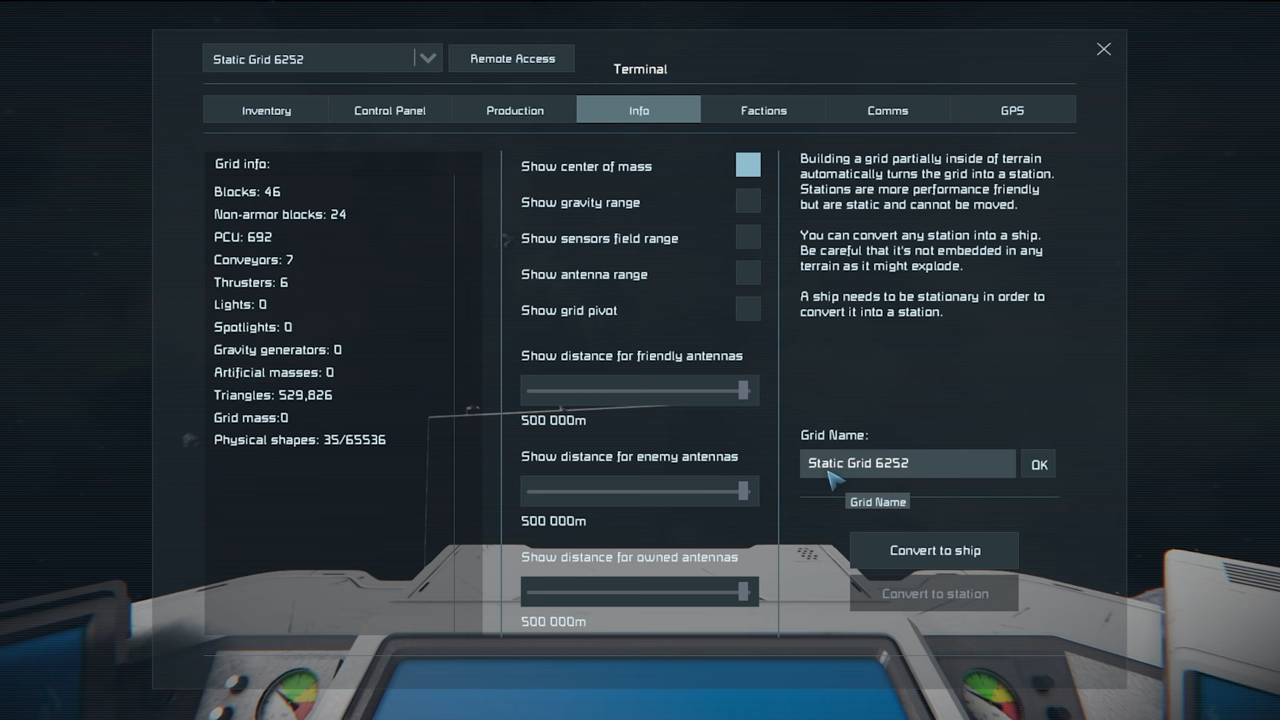 Static Grid 6252
Remote Access
Terminal
Inventory
Control Panel
Production
Info
Factions
Comms
GPS
Grid info:
Blocks: 46
Non-armor blocks: 24
PCU: 692
Conveyors: 7
Thrusters: 6
Lights: 0
Spotlights: 0
Gravity generators: 0
Artificial masses: 0
Triangles: 529,826
Grid mass:0
Physical shapes: 35/65536
Show center of mass
Show gravity range
Show sensors field range
Show antenna range
Show grid pivot
Show distance for friendly antennas
500 000m
Show distance for enemy antennas
500 000m
Show distance for owned antennas
500 000m
Building a grid partially inside of terrain
automatically turns the grid into a station.
Stations are more performance friendly
but are static and cannot be moved.
You can convert any station into a ship.
Be careful that it's not embedded in any
terrain as it might explode.
A ship needs to be stationary in order to
convert it into a station.
Grid Name:
Static Grid 6252
OK
Grid Name
Convert to ship
Convert to station